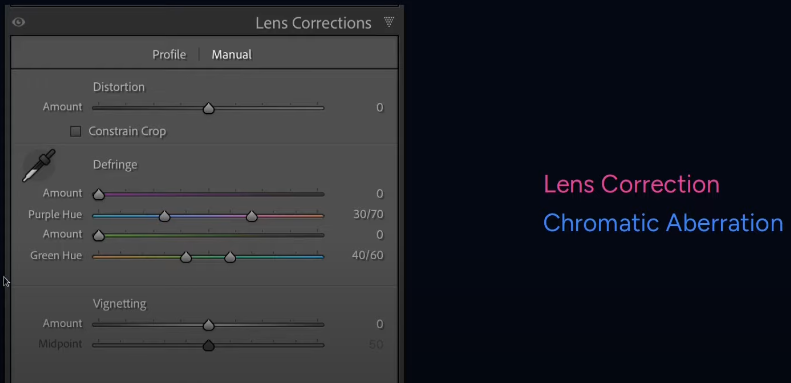 Lens Corrections
Profile | Manual
Distortion
Amount 0
Constrain Crop
Defringe
Amount 0
Purple Hue 30/70
Amount 0
Green Hue 40/60
Vignetting
Amount 0
Midpoint 50
Lens Correction
Chromatic Aberration